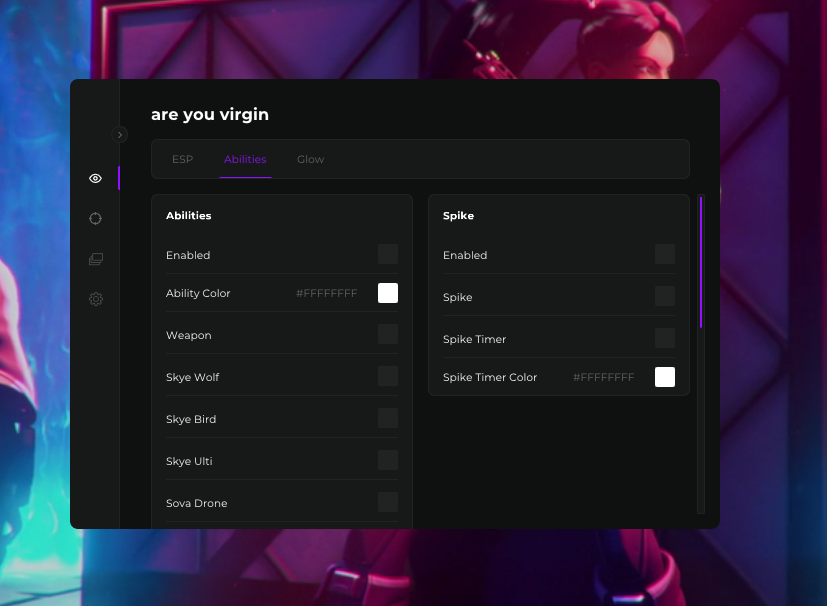 are you virgin
ESP Abilities Glow
Abilities
Enabled
Ability Color #FFFFFFFF
Weapon
Skye Wolf
Skye Bird
Skye Ulti
Sova Drone
Spike
Enabled
Spike
Spike Timer
Spike Timer Color #FFFFFFFF